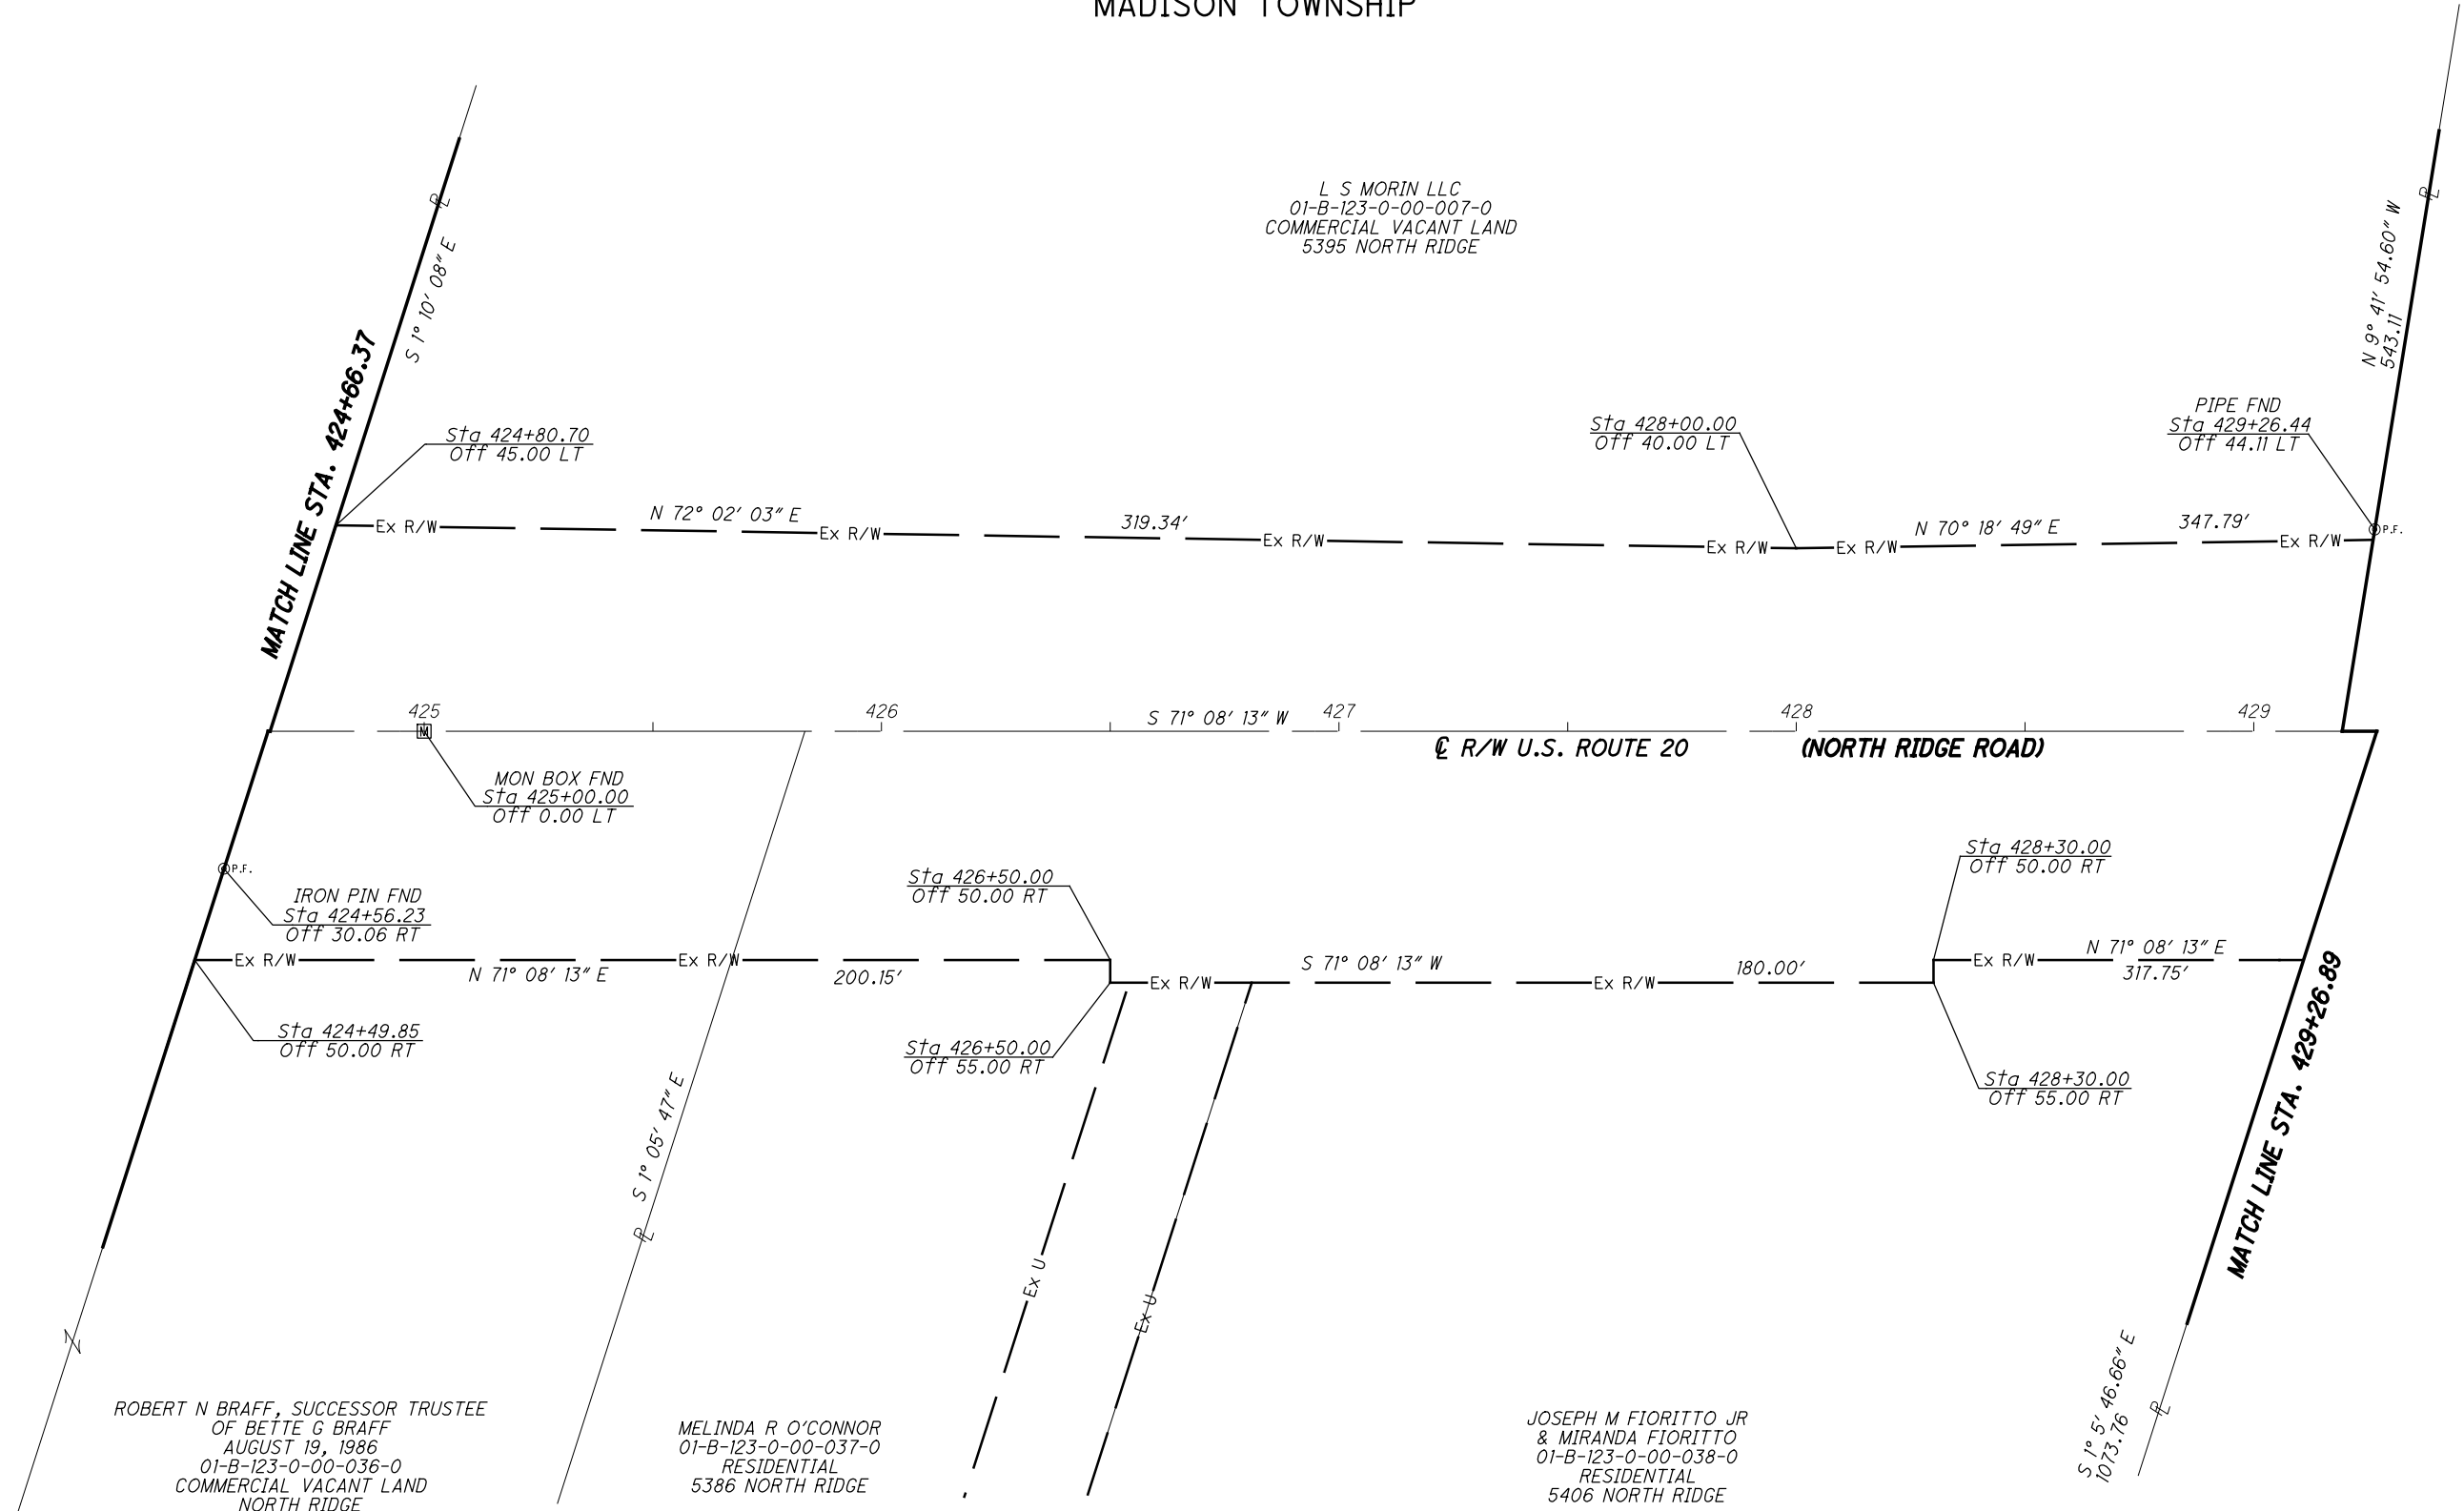 MADISON TOWNSHIP
L S MORIN LLC
01-B-123-0-00-007-0
COMMERCIAL VACANT LAND
5395 NORTH RIDGE
PL
S 1° 10' 08" E
MATCH LINE STA. 424+66.37
PL
N 9° 41' 54.60" W
543.11
Sta 424+80.70
Off 45.00 LT
Sta 428+00.00
Off 40.00 LT
PIPE FND
Sta 429+26.44
Off 44.11 LT
P.F.
Ex R/W
N 72° 02' 03" E
Ex R/W
319.34'
Ex R/W
Ex R/W
Ex R/W
N 70° 18' 49" E
347.79'
Ex R/W
425
426
S 71° 08' 13" W
427
428
429
M
CL R/W U.S. ROUTE 20 (NORTH RIDGE ROAD)
MON BOX FND
Sta 425+00.00
Off 0.00 LT
P.F.
IRON PIN FND
Sta 424+56.23
Off 30.06 RT
Sta 426+50.00
Off 50.00 RT
Sta 428+30.00
Off 50.00 RT
Ex R/W
N 71° 08' 13" E
Ex R/W
200.15'
Ex R/W
S 71° 08' 13" W
Ex R/W
180.00'
Ex R/W
N 71° 08' 13" E
317.75'
Sta 424+49.85
Off 50.00 RT
Sta 426+50.00
Off 55.00 RT
Sta 428+30.00
Off 55.00 RT
MATCH LINE STA. 429+26.89
S 1° 05' 47" E
PL
Ex U
Ex U
S 1° 5' 46.66" E
1073.76
PL
ROBERT N BRAFF, SUCCESSOR TRUSTEE
OF BETTE G BRAFF
AUGUST 19, 1986
01-B-123-0-00-036-0
COMMERCIAL VACANT LAND
NORTH RIDGE
MELINDA R O'CONNOR
01-B-123-0-00-037-0
RESIDENTIAL
5386 NORTH RIDGE
JOSEPH M FIORITTO JR
& MIRANDA FIORITTO
01-B-123-0-00-038-0
RESIDENTIAL
5406 NORTH RIDGE